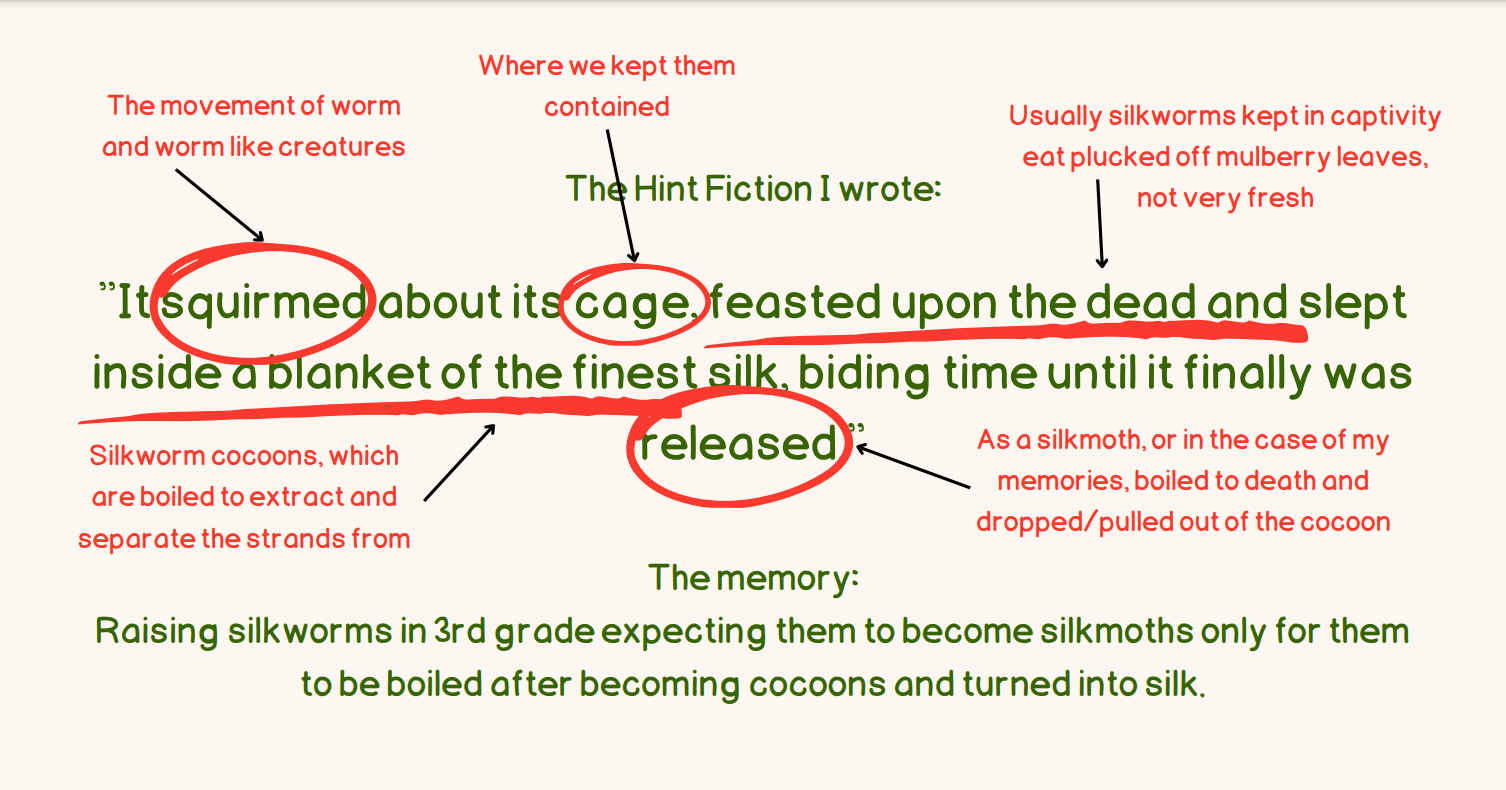 Where we kept them
contained
The movement of worm
and worm like creatures
Usually silkworms kept in captivity
eat plucked off mulberry leaves,
not very fresh
The Hint Fiction I wrote:
”It squirmed about its cage, feasted upon the dead and slept
inside a blanket of the finest silk, biding time until it finally was
released”
Silkworm cocoons, which
are boiled to extract and
separate the strands from
As a silkmoth, or in the case of my
memories, boiled to death and
dropped/pulled out of the cocoon
The memory:
Raising silkworms in 3rd grade expecting them to become silkmoths only for them
to be boiled after becoming cocoons and turned into silk.